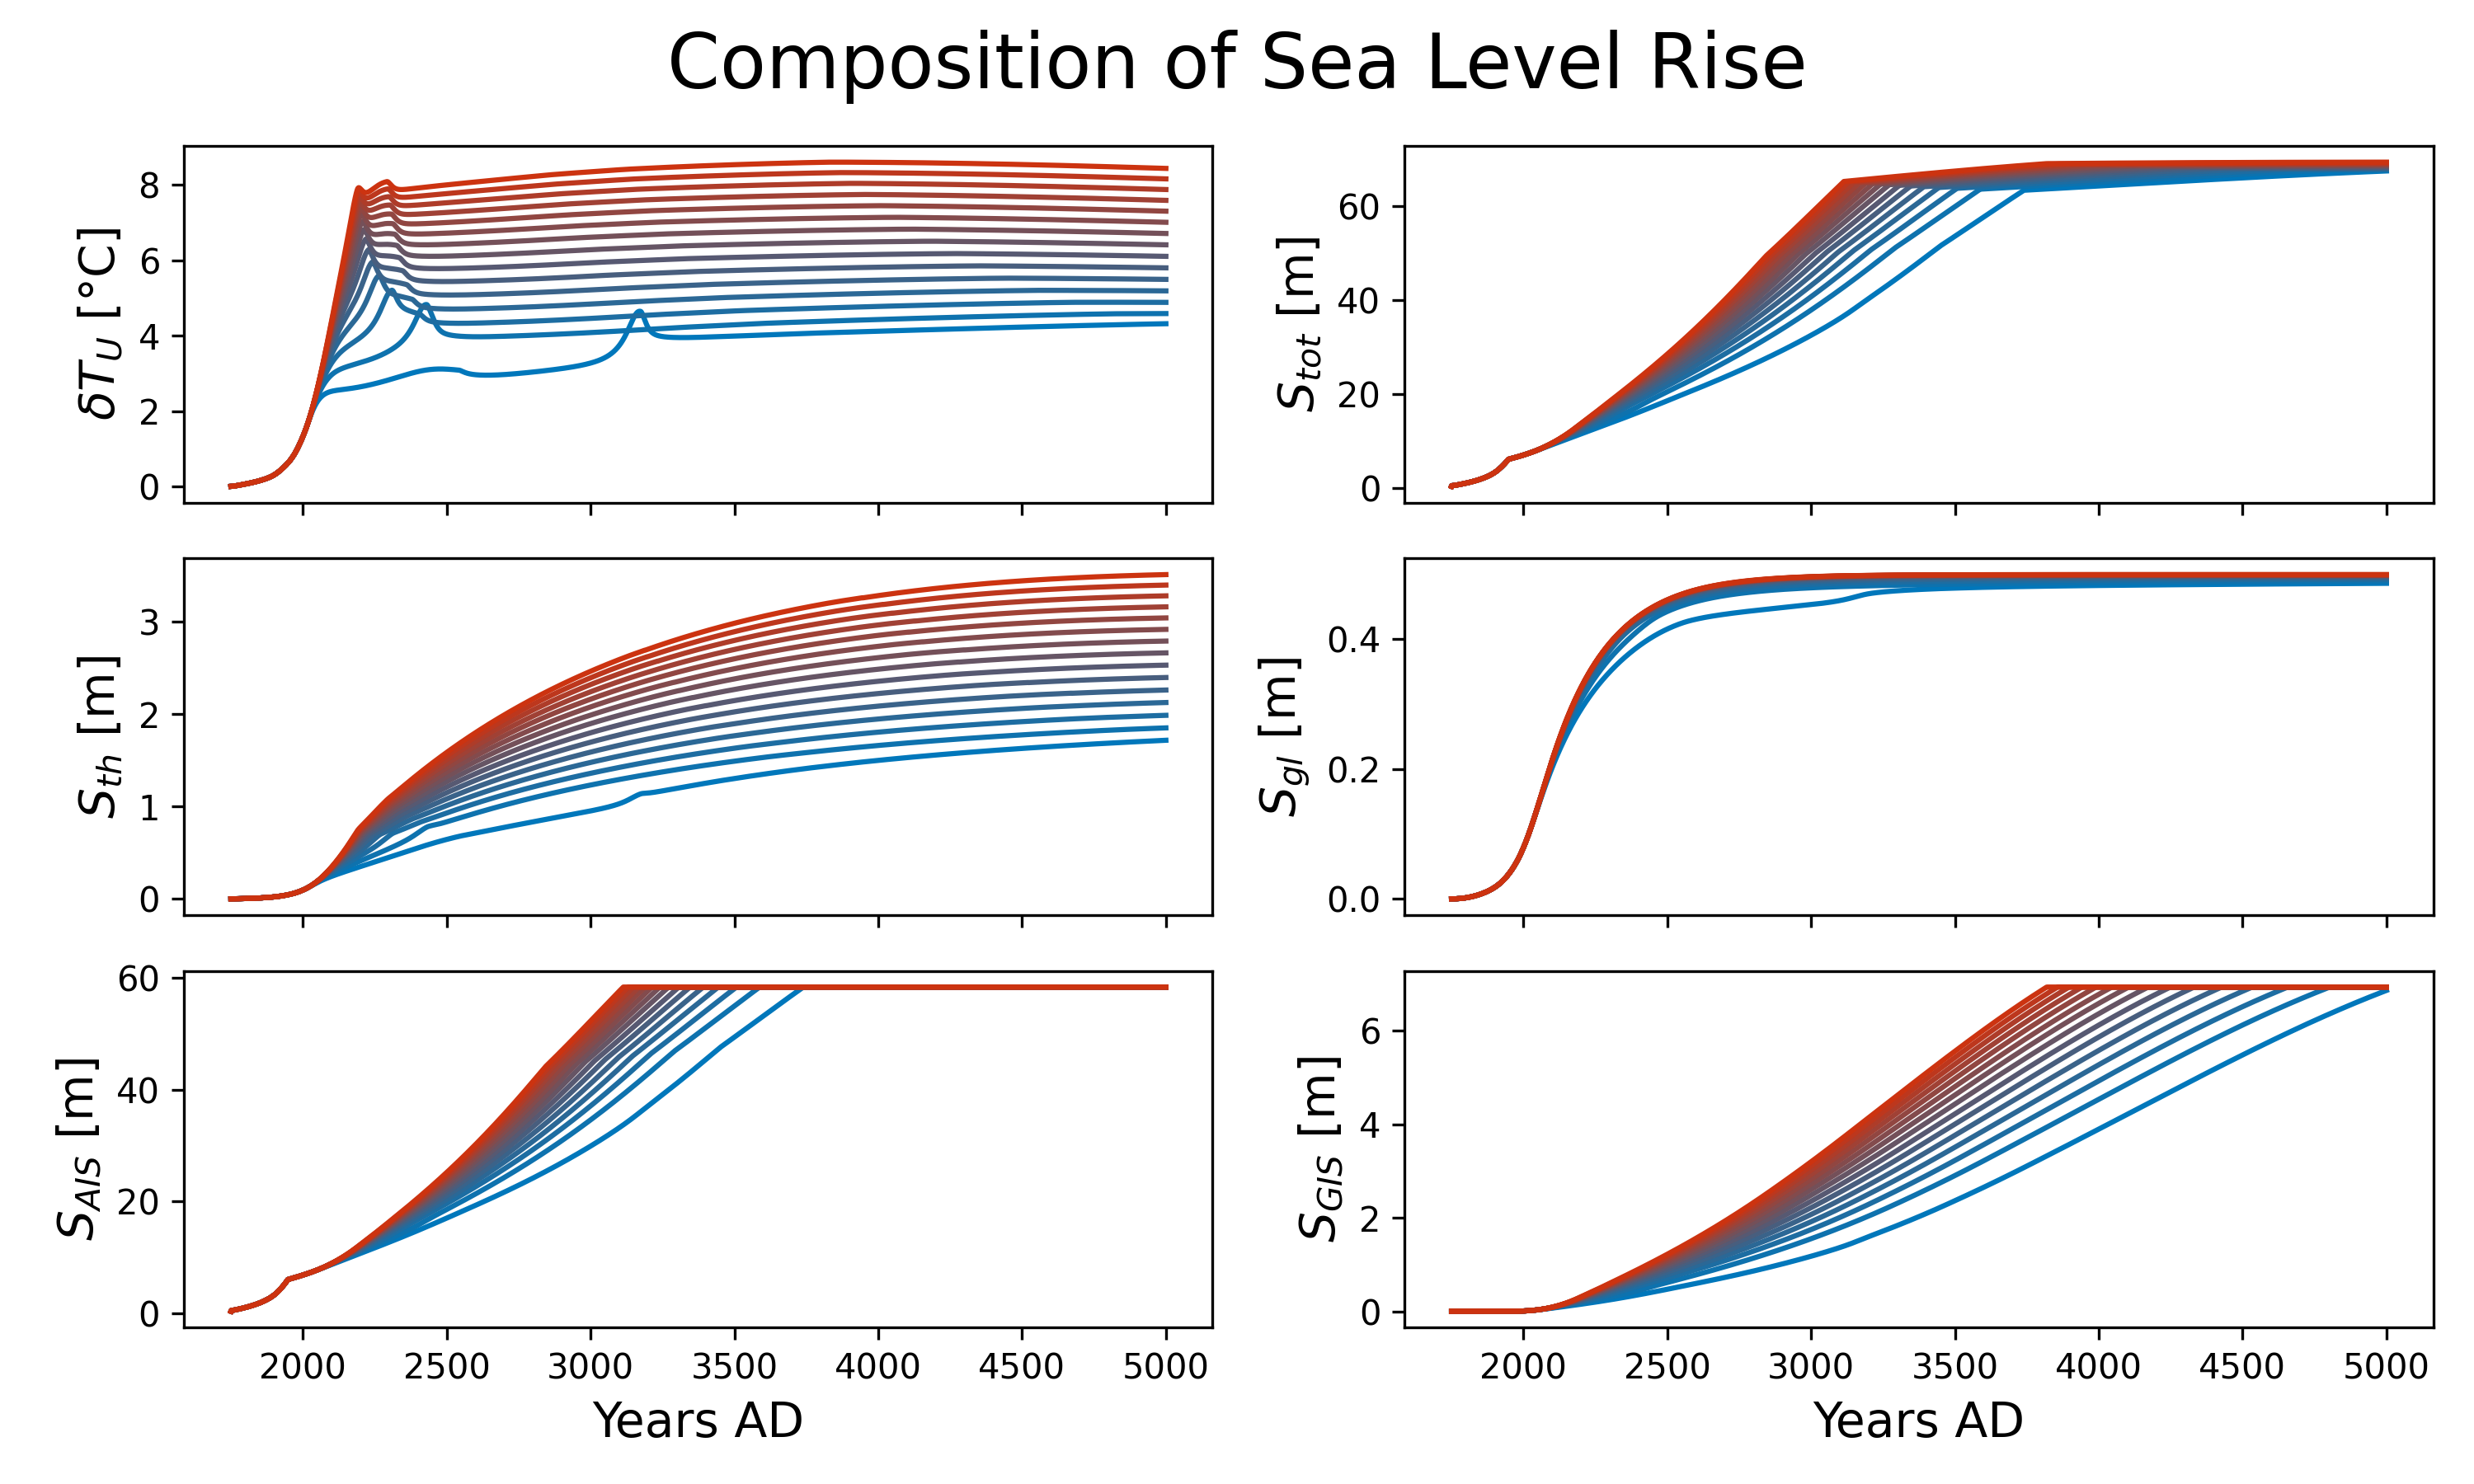 Composition of Sea Level Rise
δT_U [°C]
8
6
4
2
0
S_tot [m]
60
40
20
0
S_th [m]
3
2
1
0
S_gl [m]
0.4
0.2
0.0
S_AIS [m]
60
40
20
0
2000 2500 3000 3500 4000 4500 5000
Years AD
S_GIS [m]
6
4
2
0
2000 2500 3000 3500 4000 4500 5000
Years AD